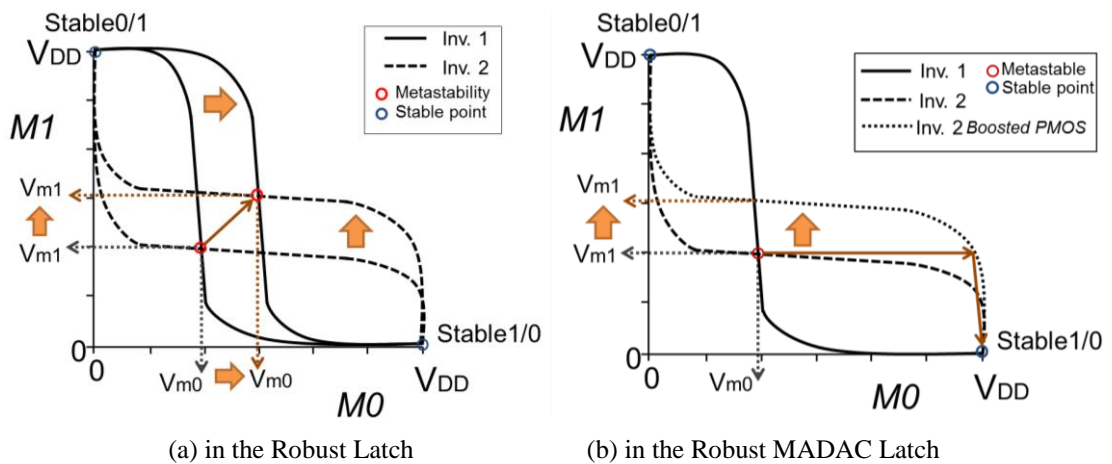 Stable0/1
VDD
M1
Vm1
Vm1
0
0
Vm0
Vm0
M0
VDD
Stable1/0
Inv. 1
Inv. 2
Metastability
Stable point
(a) in the Robust Latch
Stable0/1
VDD
M1
Vm1
Vm1
0
0
Vm0
M0
VDD
Stable1/0
Inv. 1
Metastable
Inv. 2
Stable point
Inv. 2 Boosted PMOS
(b) in the Robust MADAC Latch